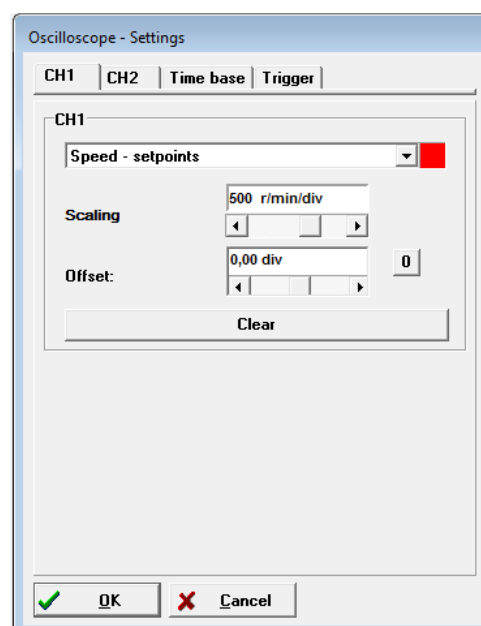 Oscilloscope - Settings
CH1 CH2 Time base Trigger
CH1
Speed - setpoints
500 r/min/div
Scaling
0,00 div 0
Offset:
Clear
OK Cancel